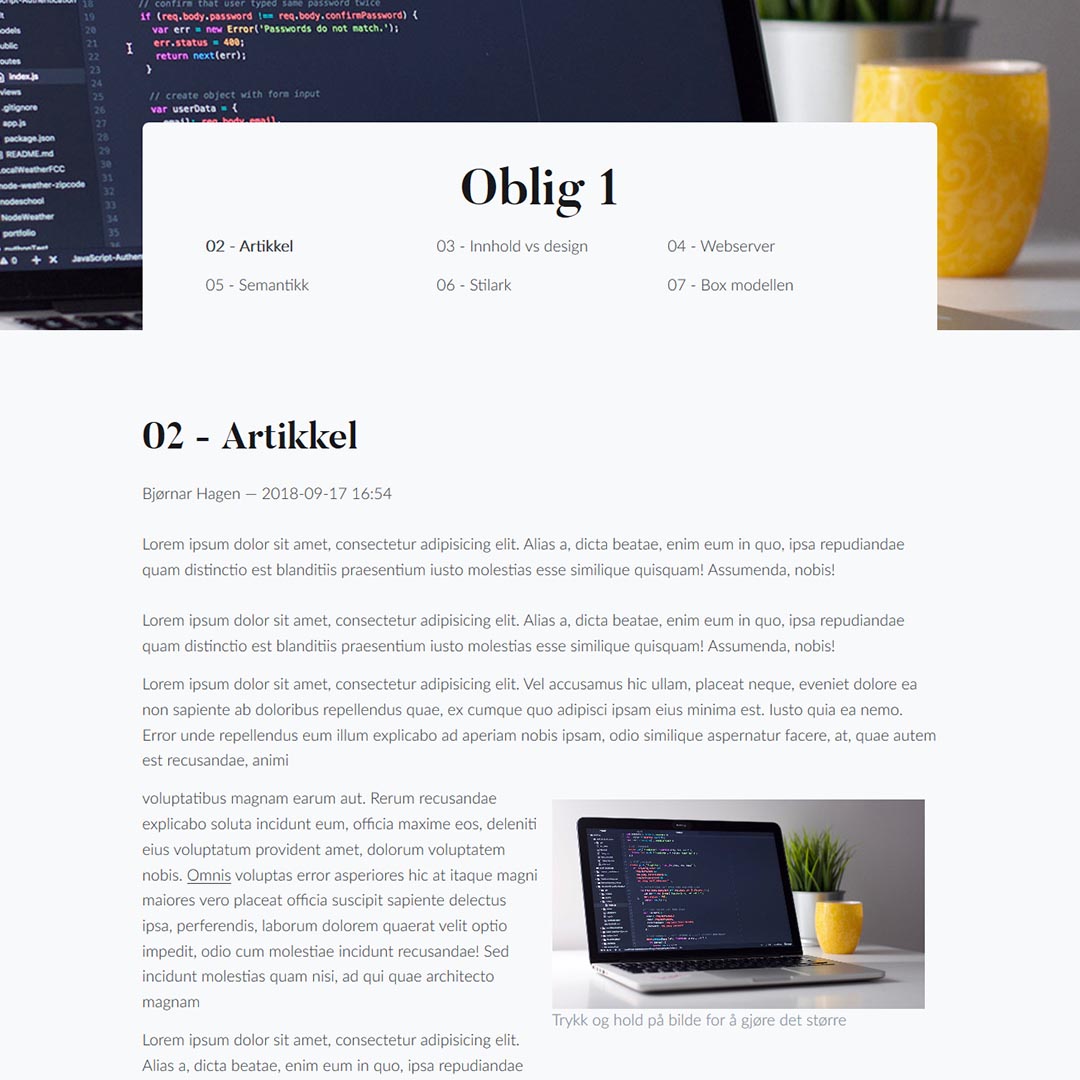 18 // confirm that user typed same password twice
19 if (req.body.password !== req.body.confirmPassword) {
20 var err = new Error('Passwords do not match.');
21 err.status = 400;
22 return next(err);
23 }
24
25 // create object with form input
26 var userData = {
27 email: req.body.email,
28
29
30
31
32
33
34
35
36
odels
ublic
outes
index.js
views
.gitignore
app.js
package.json
README.md
ocalWeatherFCC
node-weather-zipcode
nodeschool
NodeWeather
portfolio
pythonTest
0
JavaScript-Authen
Oblig 1
02 - Artikkel
03 - Innhold vs design
04 - Webserver
05 - Semantikk
06 - Stilark
07 - Box modellen
02 - Artikkel
Bjørnar Hagen — 2018-09-17 16:54
Lorem ipsum dolor sit amet, consectetur adipisicing elit. Alias a, dicta beatae, enim eum in quo, ipsa repudiandae
quam distinctio est blanditiis praesentium iusto molestias esse similique quisquam! Assumenda, nobis!
Lorem ipsum dolor sit amet, consectetur adipisicing elit. Alias a, dicta beatae, enim eum in quo, ipsa repudiandae
quam distinctio est blanditiis praesentium iusto molestias esse similique quisquam! Assumenda, nobis!
Lorem ipsum dolor sit amet, consectetur adipisicing elit. Vel accusamus hic ullam, placeat neque, eveniet dolore ea
non sapiente ab doloribus repellendus quae, ex cumque quo adipisci ipsam eius minima est. Iusto quia ea nemo.
Error unde repellendus eum illum explicabo ad aperiam nobis ipsam, odio similique aspernatur facere, at, quae autem
est recusandae, animi
voluptatibus magnam earum aut. Rerum recusandae
explicabo soluta incidunt eum, officia maxime eos, deleniti
eius voluptatum provident amet, dolorum voluptatem
nobis. Omnis voluptas error asperiores hic at itaque magni
maiores vero placeat officia suscipit sapiente delectus
ipsa, perferendis, laborum dolorem quaerat velit optio
impedit, odio cum molestiae incidunt recusandae! Sed
incidunt molestias quam nisi, ad qui quae architecto
magnam
Trykk og hold på bilde for å gjøre det større
Lorem ipsum dolor sit amet, consectetur adipisicing elit.
Alias a, dicta beatae, enim eum in quo, ipsa repudiandae